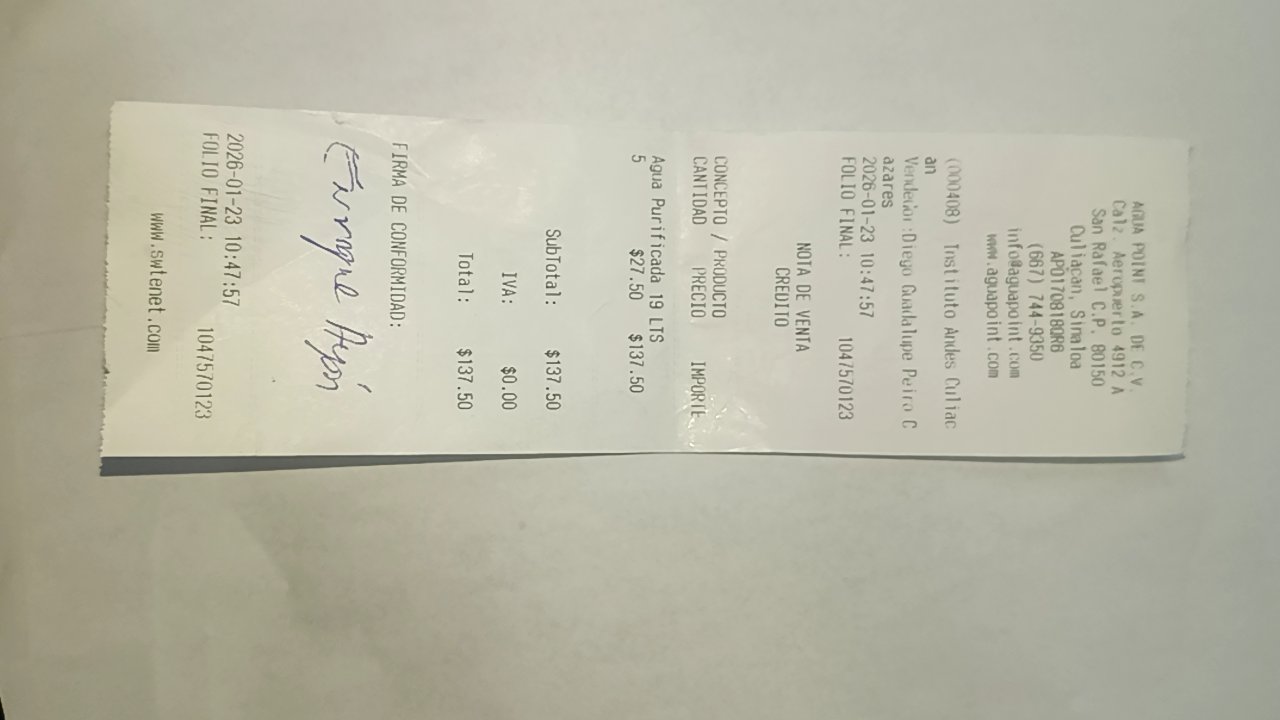 AGUA POINT S.A. DE C.V.
Calz. Aeropuerto 4912 A
San Rafael C.P. 80150
Culiacan, Sinaloa
APO170818QR6
(667) 744-9350
info@aguapoint.com
www.aguapoint.com
(000408) Instituto Andes Culiac
an
Vendedor:Diego Guadalupe Peiro C
azares
2026-01-23 10:47:57
FOLIO FINAL: 1047570123
NOTA DE VENTA
CREDITO
CONCEPTO / PRODUCTO
CANTIDAD PRECIO IMPORTE
Agua Purificada 19 LTS
5 $27.50 $137.50
SubTotal: $137.50
IVA: $0.00
Total: $137.50
FIRMA DE CONFORMIDAD:
Enrique Ayón
2026-01-23 10:47:57
FOLIO FINAL: 1047570123
www.swtenet.com